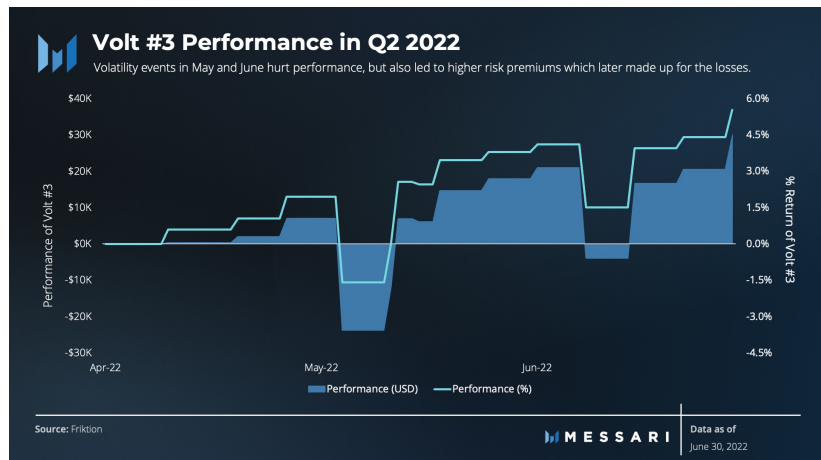 Volt #3 Performance in Q2 2022
Volatility events in May and June hurt performance, but also led to higher risk premiums which later made up for the losses.
$40K
$30K
$20K
$10K
$0K
-$10K
-$20K
-$30K
Performance of Volt #3
6.0%
4.5%
3.0%
1.5%
0.0%
-1.5%
-3.0%
-4.5%
% Return of Volt #3
Apr-22 May-22 Jun-22
Performance (USD) Performance (%)
Source: Friktion
MESSARI
Data as of
June 30, 2022